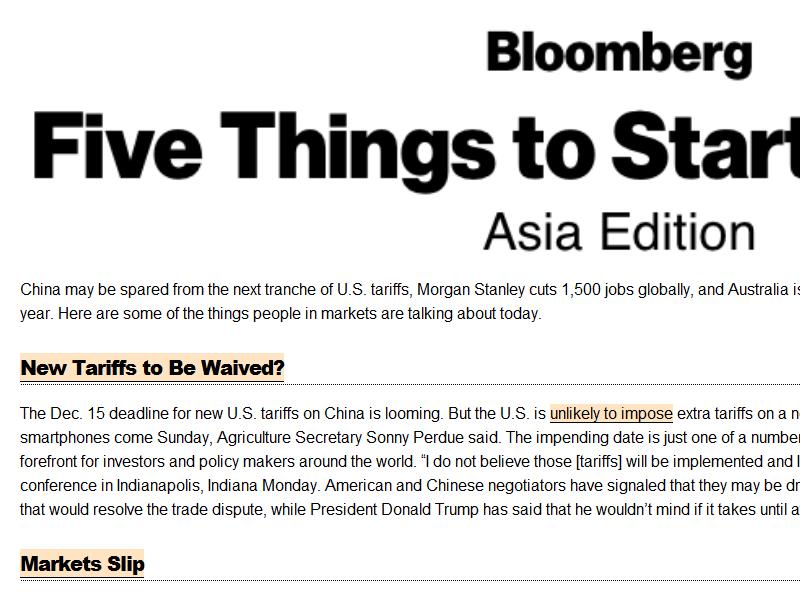 Bloomberg
Five Things to Start
Asia Edition
China may be spared from the next tranche of U.S. tariffs, Morgan Stanley cuts 1,500 jobs globally, and Australia
year. Here are some of the things people in markets are talking about today.
New Tariffs to Be Waived?
The Dec. 15 deadline for new U.S. tariffs on China is looming. But the U.S. is unlikely to impose extra tariffs on a
smartphones come Sunday, Agriculture Secretary Sonny Perdue said. The impending date is just one of a number
forefront for investors and policy makers around the world. “I do not believe those [tariffs] will be implemented and I
conference in Indianapolis, Indiana Monday. American and Chinese negotiators have signaled that they may be
that would resolve the trade dispute, while President Donald Trump has said that he wouldn’t mind if it takes until
Markets Slip